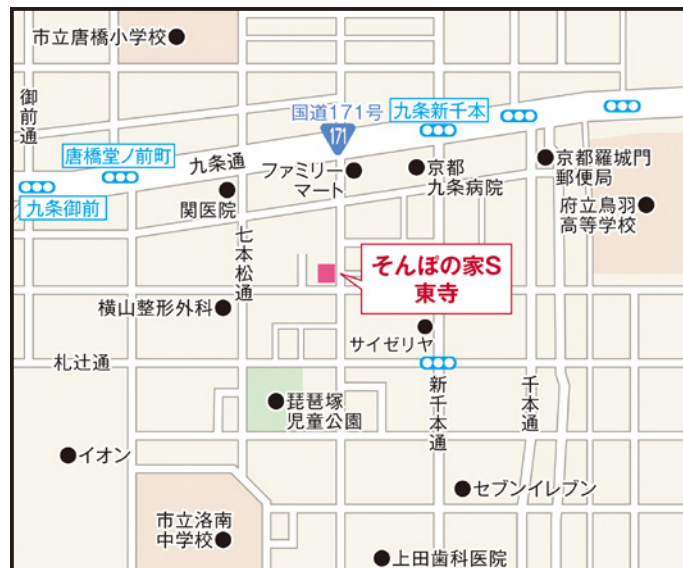 市立唐橋小学校
御前通
国道171号
171
九条新千本
唐橋堂ノ前町
九条通
九条御前
関医院
ファミリー
マート
京都
九条病院
京都羅城門
郵便局
府立鳥羽
高等学校
七本松通
そんぽの家S
東寺
横山整形外科
サイゼリヤ
札辻通
琵琶塚
児童公園
新千本通
千本通
イオン
セブンイレブン
市立洛南
中学校
上田歯科医院